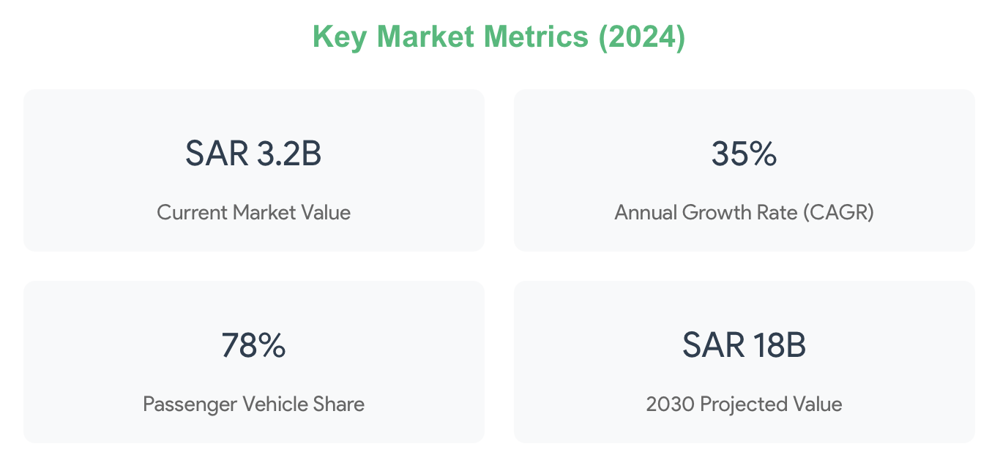 Key Market Metrics (2024)
SAR 3.2B
Current Market Value
35%
Annual Growth Rate (CAGR)
78%
Passenger Vehicle Share
SAR 18B
2030 Projected Value